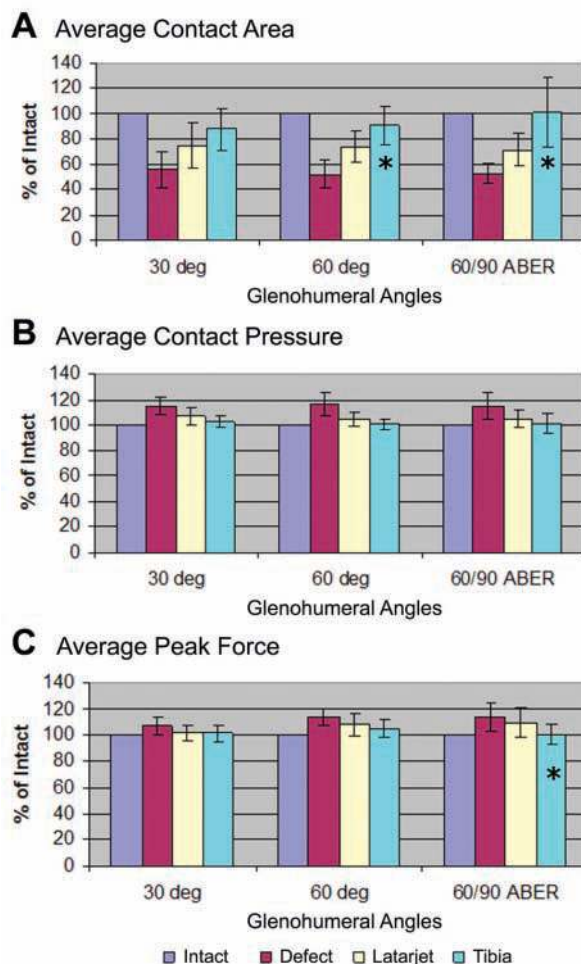 A Average Contact Area
140
120
100
80
60
40
20
0
% of Intact
* *
30 deg 60 deg 60/90 ABER
Glenohumeral Angles
B Average Contact Pressure
140
120
100
80
60
40
20
0
% of Intact
30 deg 60 deg 60/90 ABER
Glenohumeral Angles
C Average Peak Force
140
120
100
80
60
40
20
0
% of Intact
*
30 deg 60 deg 60/90 ABER
Glenohumeral Angles
Intact Defect Latarjet Tibia